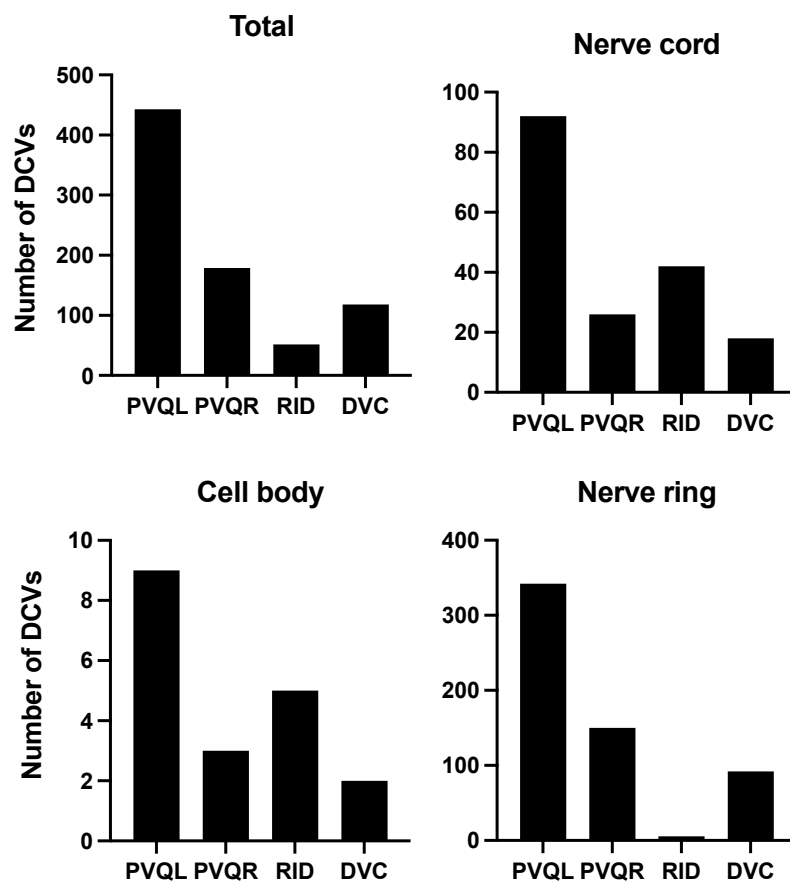 Total
Number of DCVs
500
400
300
200
100
0
PVQL PVQR RID DVC
Nerve cord
100
80
60
40
20
0
PVQL PVQR RID DVC
Cell body
Number of DCVs
10
8
6
4
2
0
PVQL PVQR RID DVC
Nerve ring
400
300
200
100
0
PVQL PVQR RID DVC